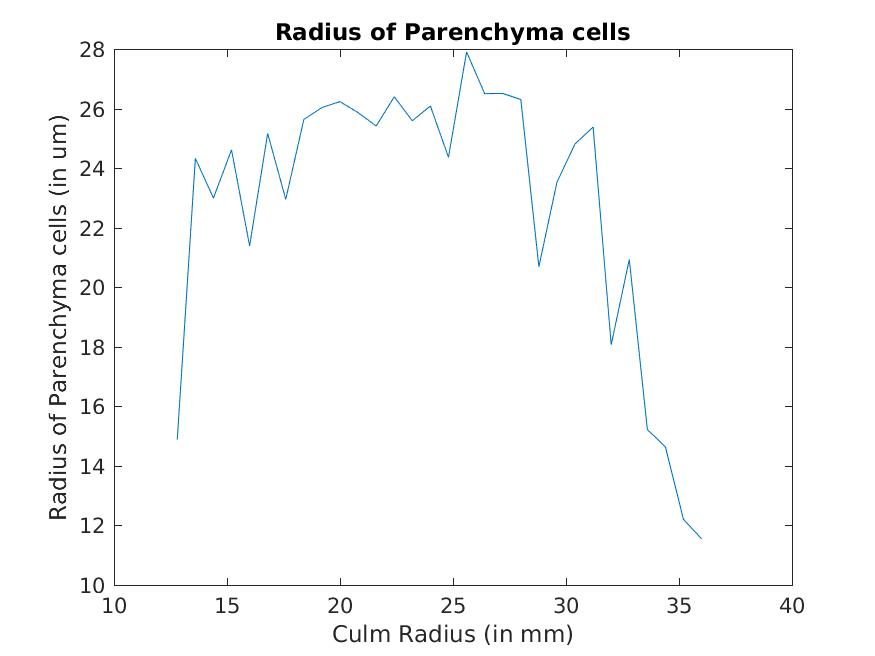 Radius of Parenchyma cells
28
26
24
22
20
18
16
14
12
10
Radius of Parenchyma cells (in um)
10 15 20 25 30 35 40
Culm Radius (in mm)